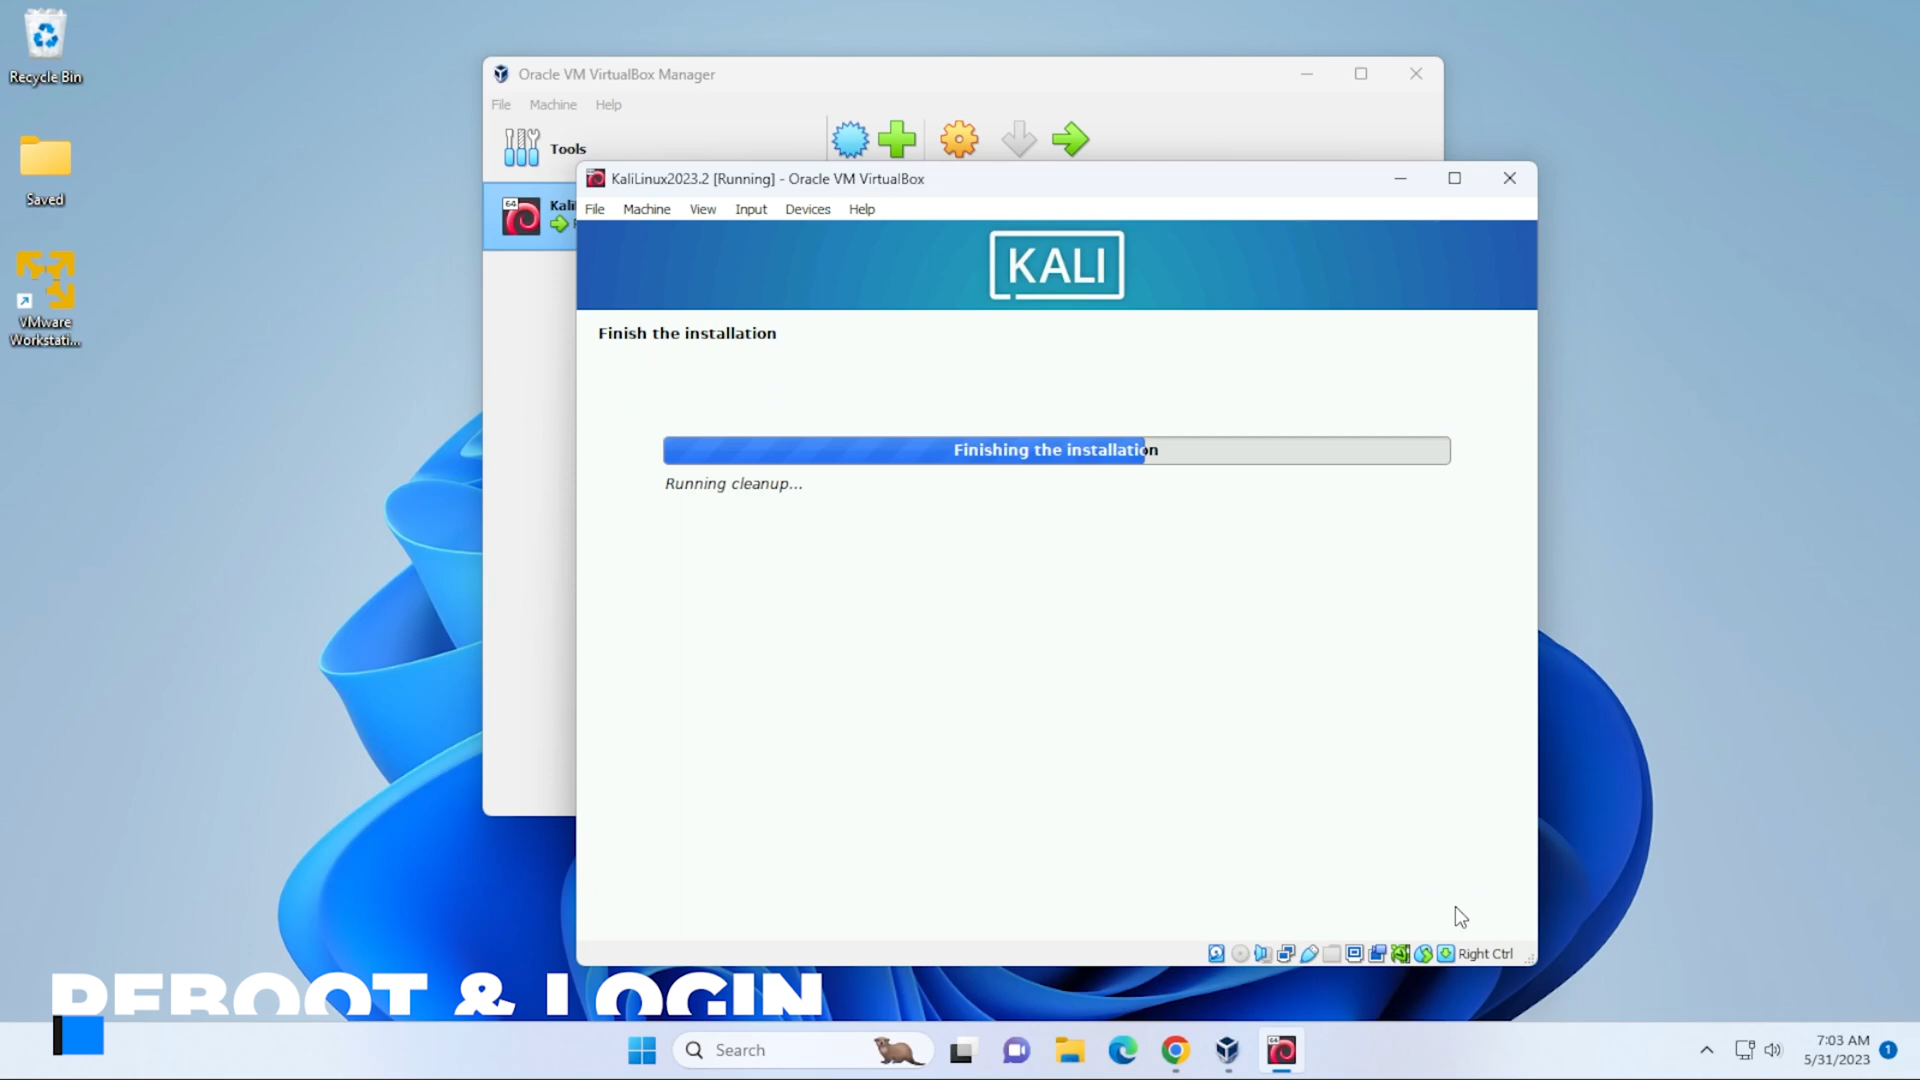 Recycle Bin
Saved
VMware
Workstati...
Oracle VM VirtualBox Manager
File Machine Help
Tools
64
Kali
KaliLinux2023.2 [Running] - Oracle VM VirtualBox
File Machine View Input Devices Help
KALI
Finish the installation
Finishing the installation
Running cleanup...
Right Ctrl
REBOOT & LOGIN
Search
64
7:03 AM
5/31/2023
1